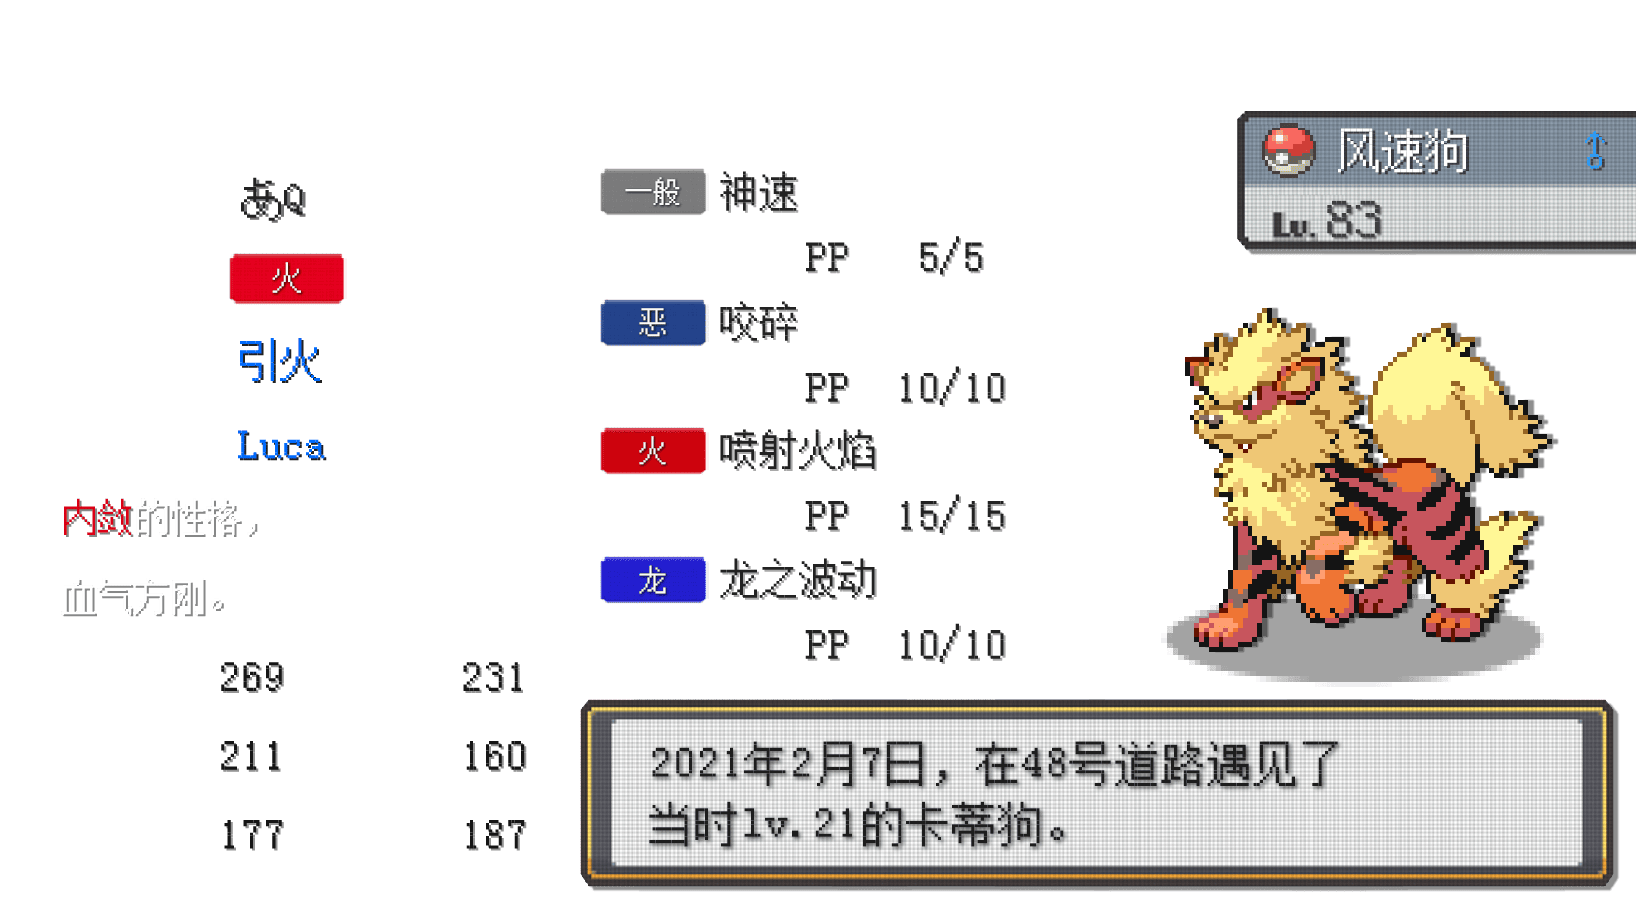 あQ
火
引火
Luca
内敛的性格，
血气方刚。
269 231
211 160
177 187
一般 神速
PP 5/5
恶 咬碎
PP 10/10
火 喷射火焰
PP 15/15
龙 龙之波动
PP 10/10
风速狗 ♂
Lv.83
2021年2月7日，在48号道路遇见了
当时lv.21的卡蒂狗。